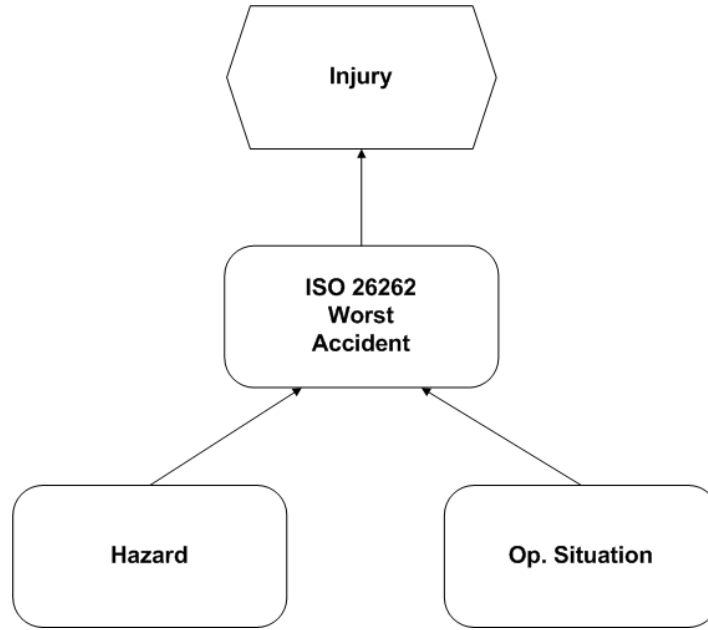 Injury
ISO 26262
Worst
Accident
Hazard
Op. Situation